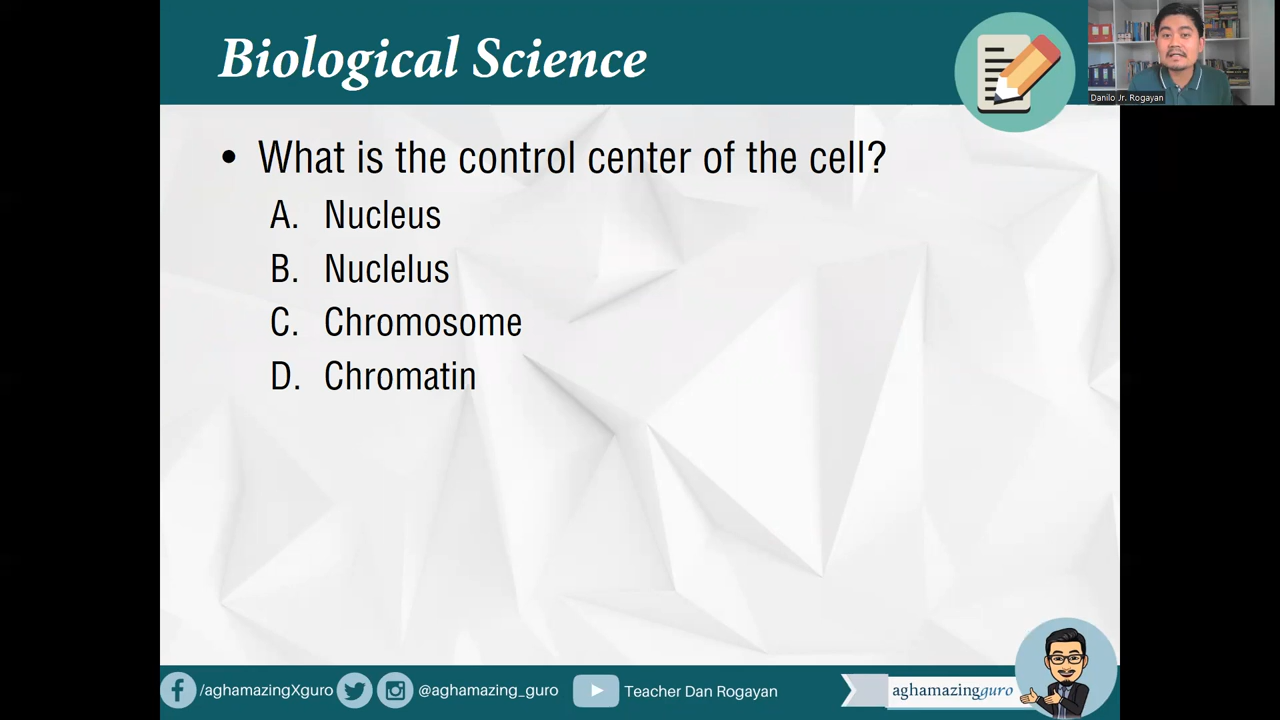 Biological Science
Danilo Jr. Rogayan
• What is the control center of the cell?
A. Nucleus
B. Nuclelus
C. Chromosome
D. Chromatin
/aghamazingXguro @aghamazing_guro Teacher Dan Rogayan aghamazingguro